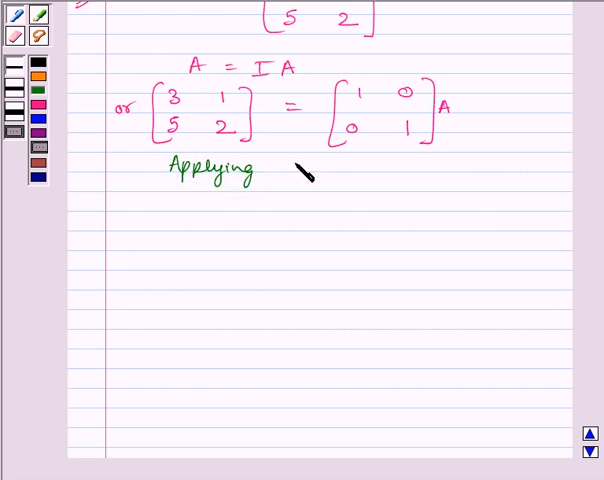 5 2
A = I A
or [3 1 = [1 0 A
5 2] 0 1]
Applying